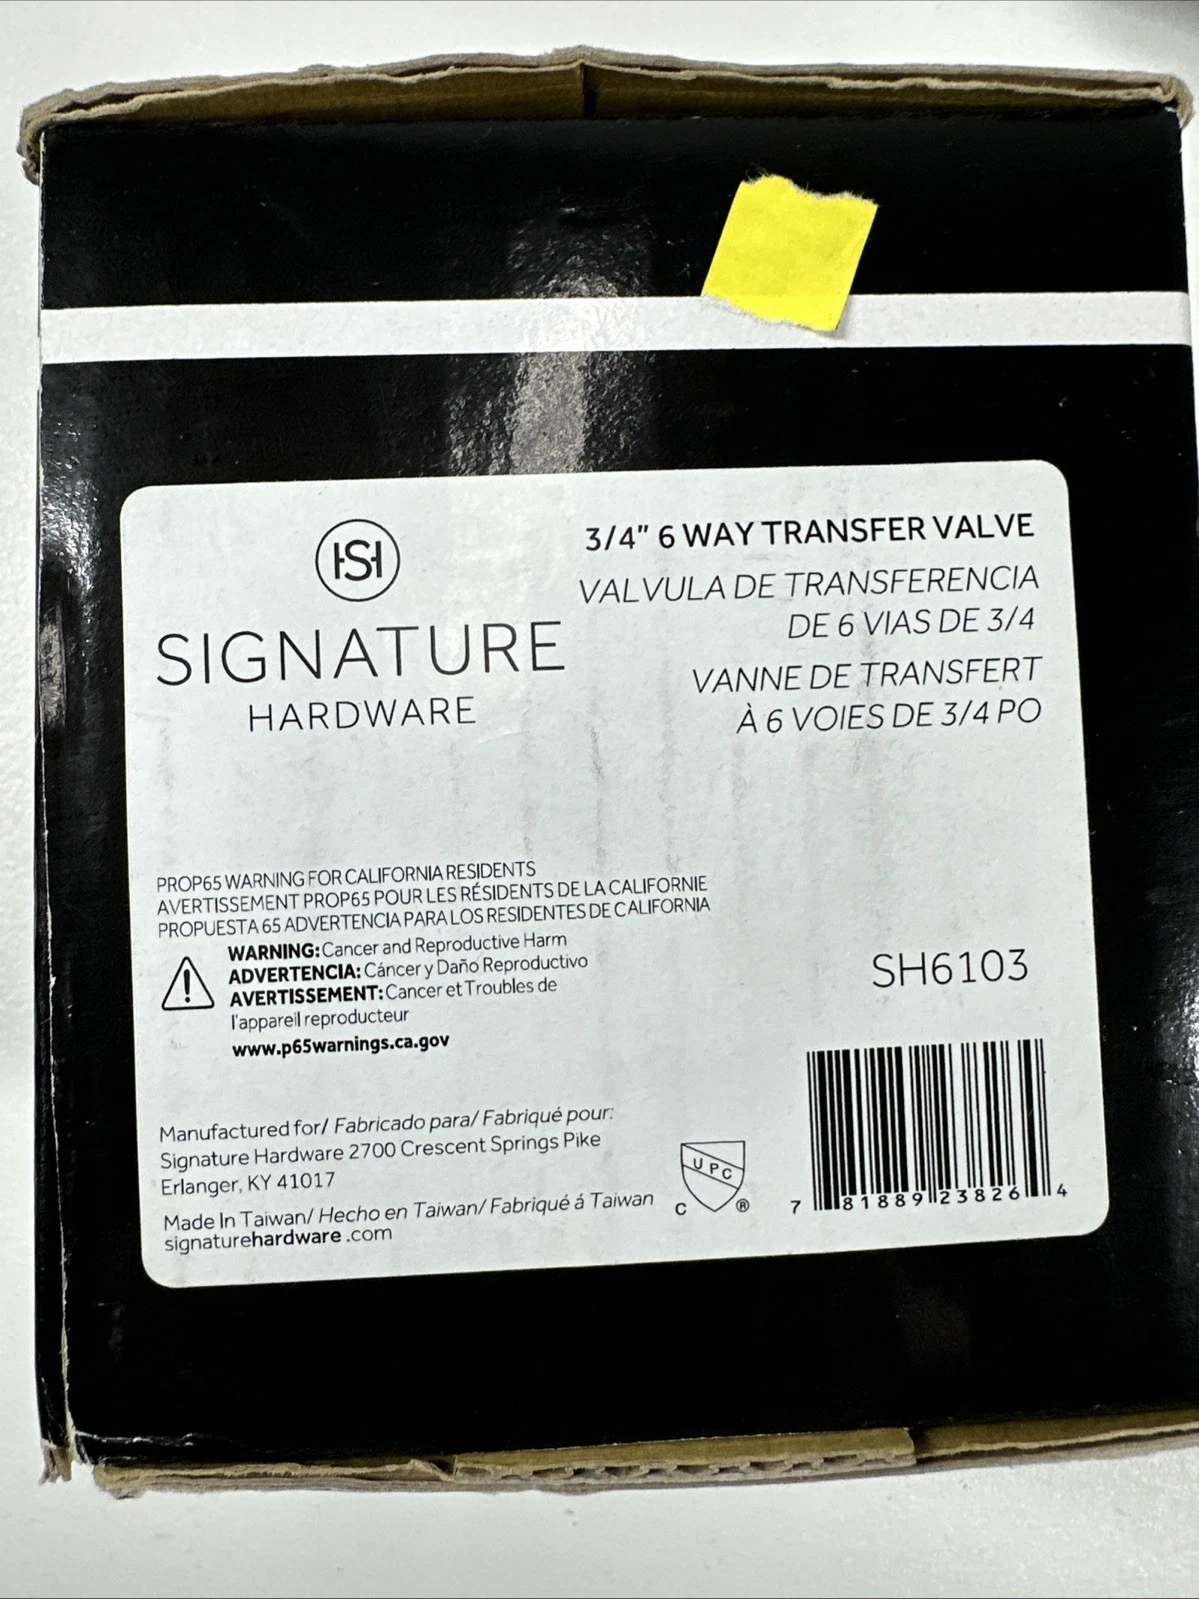 HSH
SIGNATURE
HARDWARE
3/4" 6 WAY TRANSFER VALVE
VALVULA DE TRANSFERENCIA
DE 6 VIAS DE 3/4
VANNE DE TRANSFERT
À 6 VOIES DE 3/4 PO
PROP65 WARNING FOR CALIFORNIA RESIDENTS
AVERTISSEMENT PROP65 POUR LES RÉSIDENTS DE LA CALIFORNIE
PROPUESTA 65 ADVERTENCIA PARA LOS RESIDENTES DE CALIFORNIA
WARNING: Cancer and Reproductive Harm
ADVERTENCIA: Cáncer y Daño Reproductivo
AVERTISSEMENT: Cancer et Troubles de
l'appareil reproducteur
www.p65warnings.ca.gov
SH6103
Manufactured for/ Fabricado para/ Fabriqué pour:
Signature Hardware 2700 Crescent Springs Pike
Erlanger, KY 41017
Made In Taiwan/ Hecho en Taiwan/ Fabriqué á Taiwan
signaturehardware.com
UPC
C ®
7 81889 23826 4